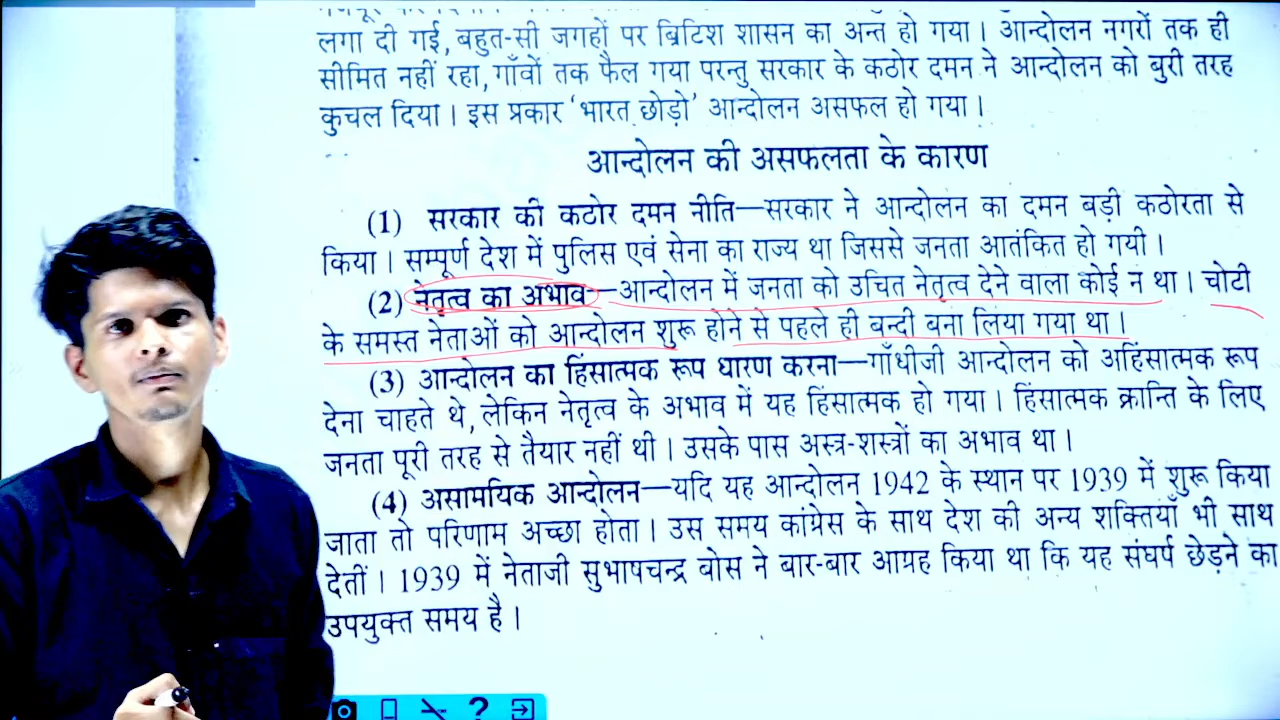 लगा दी गई, बहुत-सी जगहों पर ब्रिटिश शासन का अन्त हो गया। आन्दोलन नगरों तक ही
सीमित नहीं रहा, गाँवों तक फैल गया परन्तु सरकार के कठोर दमन ने आन्दोलन को बुरी तरह
कुचल दिया। इस प्रकार ‘भारत छोड़ो’ आन्दोलन असफल हो गया।
आन्दोलन की असफलता के कारण
(1) सरकार की कठोर दमन नीति—सरकार ने आन्दोलन का दमन बड़ी कठोरता से
किया। सम्पूर्ण देश में पुलिस एवं सेना का राज्य था जिससे जनता आतंकित हो गयी।
(2) नेतृत्व का अभाव—आन्दोलन में जनता को उचित नेतृत्व देने वाला कोई न था। चोटी
के समस्त नेताओं को आन्दोलन शुरू होने से पहले ही बन्दी बना लिया गया था।
(3) आन्दोलन का हिंसात्मक रूप धारण करना—गाँधीजी आन्दोलन को अहिंसात्मक रूप
देना चाहते थे, लेकिन नेतृत्व के अभाव में यह हिंसात्मक हो गया। हिंसात्मक क्रान्ति के लिए
जनता पूरी तरह से तैयार नहीं थी। उसके पास अस्त्र-शस्त्रों का अभाव था।
(4) असामयिक आन्दोलन—यदि यह आन्दोलन 1942 के स्थान पर 1939 में शुरू किया
जाता तो परिणाम अच्छा होता। उस समय कांग्रेस के साथ देश की अन्य शक्तियाँ भी साथ
देतीं। 1939 में नेताजी सुभाषचन्द्र बोस ने बार-बार आग्रह किया था कि यह संघर्ष छेड़ने का
उपयुक्त समय है।